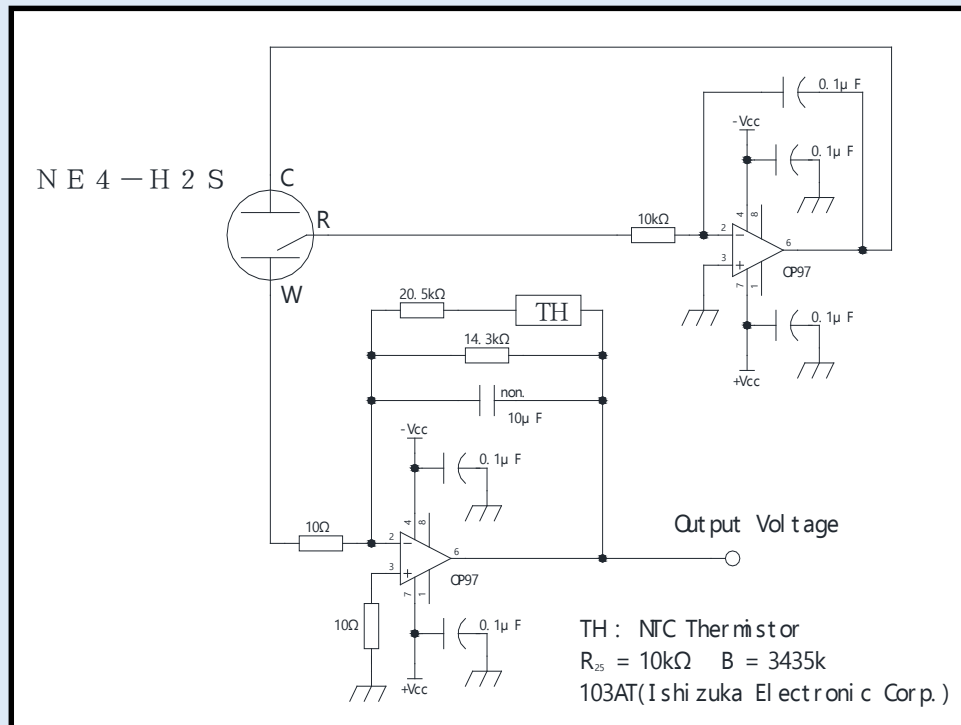 0.1μF
-Vcc
0.1μF
NE4-H2S
C
R
10kΩ
4
8
2
6
3
OP97
7
1
W
0.1μF
+Vcc
20.5kΩ
TH
14.3kΩ
non.
10μF
-Vcc
0.1μF
10Ω
4
8
2
6
3
OP97
7
1
Output Voltage
10Ω
0.1μF
+Vcc
TH: NTC Thermistor
R25 = 10kΩ B = 3435k
103AT(Ishizuka Electronic Corp.)